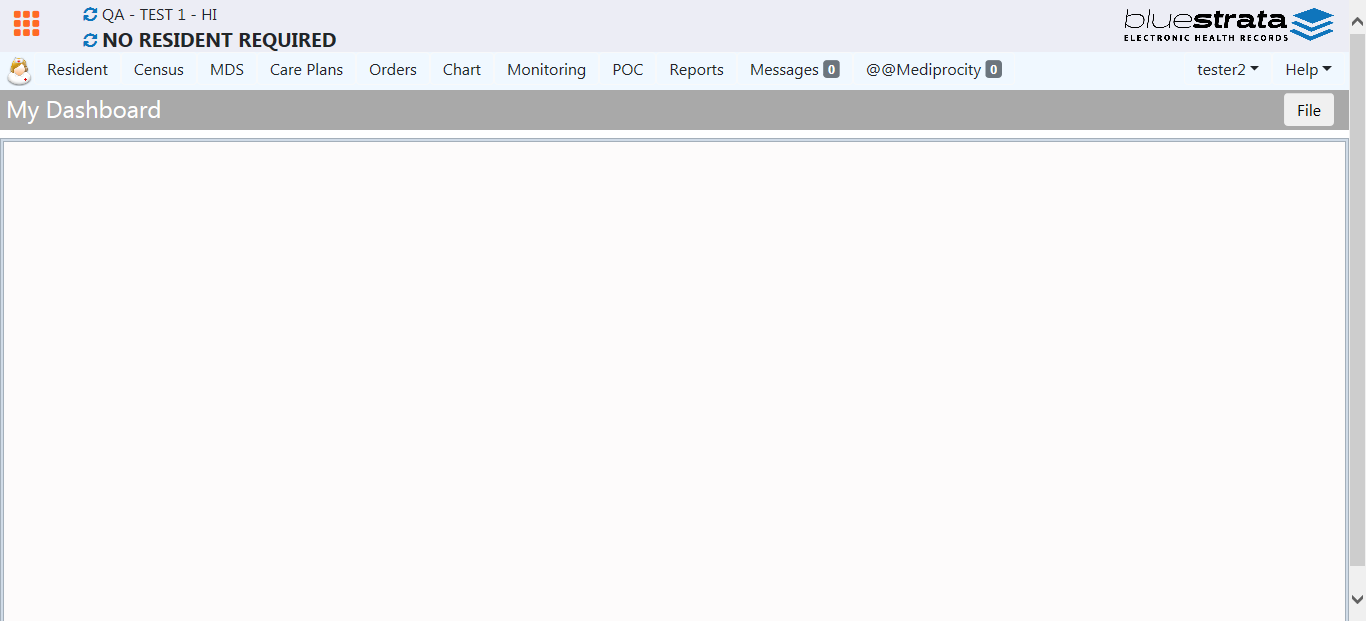 QA - TEST 1 - HI
NO RESIDENT REQUIRED
bluestrata
ELECTRONIC HEALTH RECORDS
Resident Census MDS Care Plans Orders Chart Monitoring POC Reports Messages 0 @@Mediprocity 0 tester2 Help
My Dashboard File